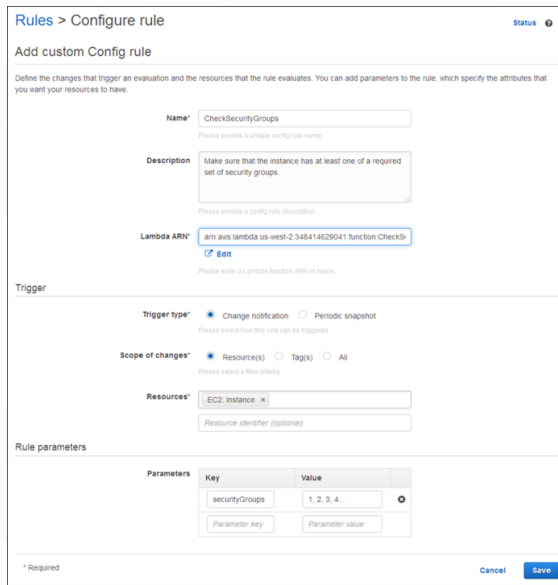 Rules > Configure rule
Status
Add custom Config rule
Define the changes that trigger an evaluation and the resources that the rule evaluates. You can add parameters to the rule, which specify the attributes that
you want your resources to have.
Name*
CheckSecurityGroups
Please provide a unique config rule name.
Description
Make sure that the instance has at least one of a required
set of security groups.
Please provide a config rule description.
Lambda ARN*
arn:aws:lambda:us-west-2:348414629041:function:CheckS
Edit
Please enter a Lambda function ARN or name.
Trigger
Trigger type*
Change notification
Periodic snapshot
Please select how this rule can be triggered.
Scope of changes*
Resource(s)
Tag(s)
All
Please select a filter criteria
Resources*
EC2: Instance ×
Resource identifier (optional)
Rule parameters
Parameters
Key
Value
securityGroups
1, 2, 3, 4...
Parameter key
Parameter value
* Required
Cancel
Save